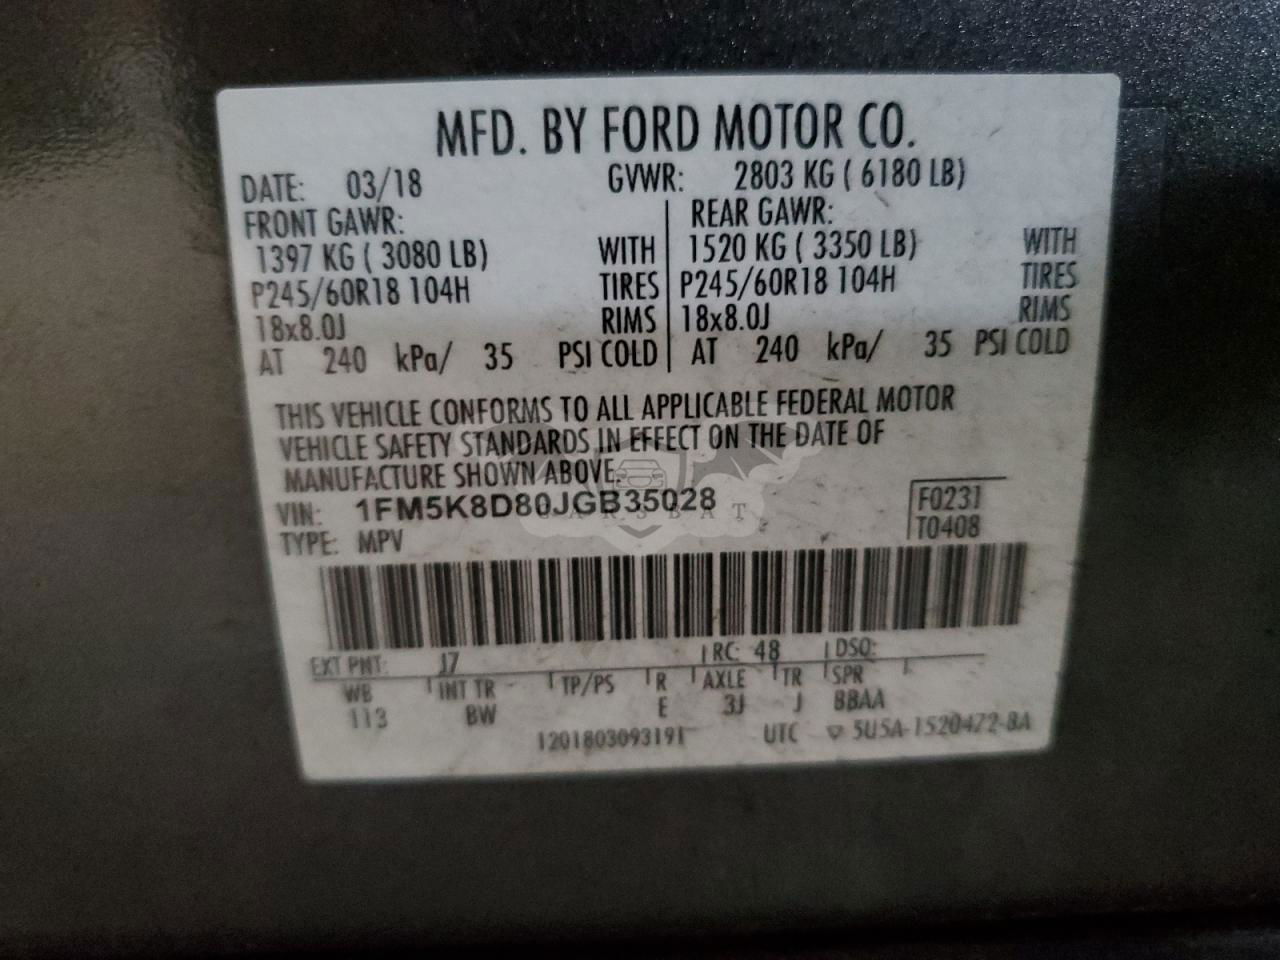 MFD. BY FORD MOTOR CO.
DATE: 03/18 GVWR: 2803 KG ( 6180 LB)
FRONT GAWR: REAR GAWR:
1397 KG ( 3080 LB) WITH 1520 KG ( 3350 LB) WITH
P245/60R18 104H TIRES P245/60R18 104H TIRES
18x8.0J RIMS 18x8.0J RIMS
AT 240 kPa/ 35 PSI COLD AT 240 kPa/ 35 PSI COLD
THIS VEHICLE CONFORMS TO ALL APPLICABLE FEDERAL MOTOR
VEHICLE SAFETY STANDARDS IN EFFECT ON THE DATE OF
MANUFACTURE SHOWN ABOVE.
VIN: 1FM5K8D80JGB35028 F0231
CARSBAT
TYPE: MPV T0408
EXT PNT: J7 RC: 48 DSO:
WB INT TR TP/PS R AXLE TR SPR
113 BW E 3J J BBAA
1201803093191 UTC ▽ 5U5A-1520472-BA